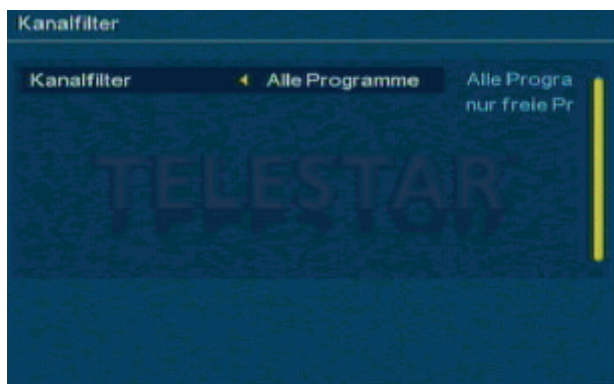 Kanalfilter
Kanalfilter Alle Programme
Alle Progra
nur freie Pr
TELESTAR